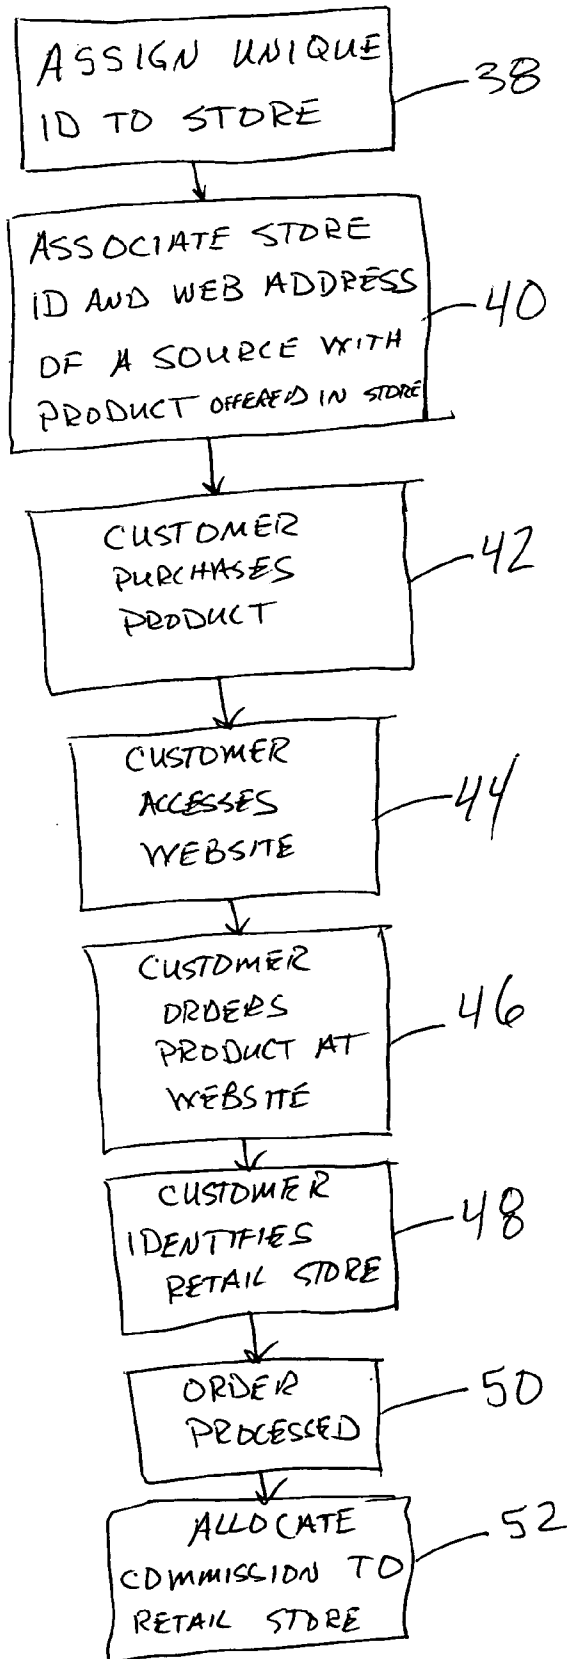 ASSIGN UNIQUE
ID TO STORE
38
ASSOCIATE STORE
ID AND WEB ADDRESS
OF A SOURCE WITH
PRODUCT OFFERED IN STORE
40
CUSTOMER
PURCHASES
PRODUCT
42
CUSTOMER
ACCESSES
WEBSITE
44
CUSTOMER
ORDERS
PRODUCT AT
WEBSITE
46
CUSTOMER
IDENTIFIES
RETAIL STORE
48
ORDER
PROCESSED
50
ALLOCATE
COMMISSION TO
RETAIL STORE
52